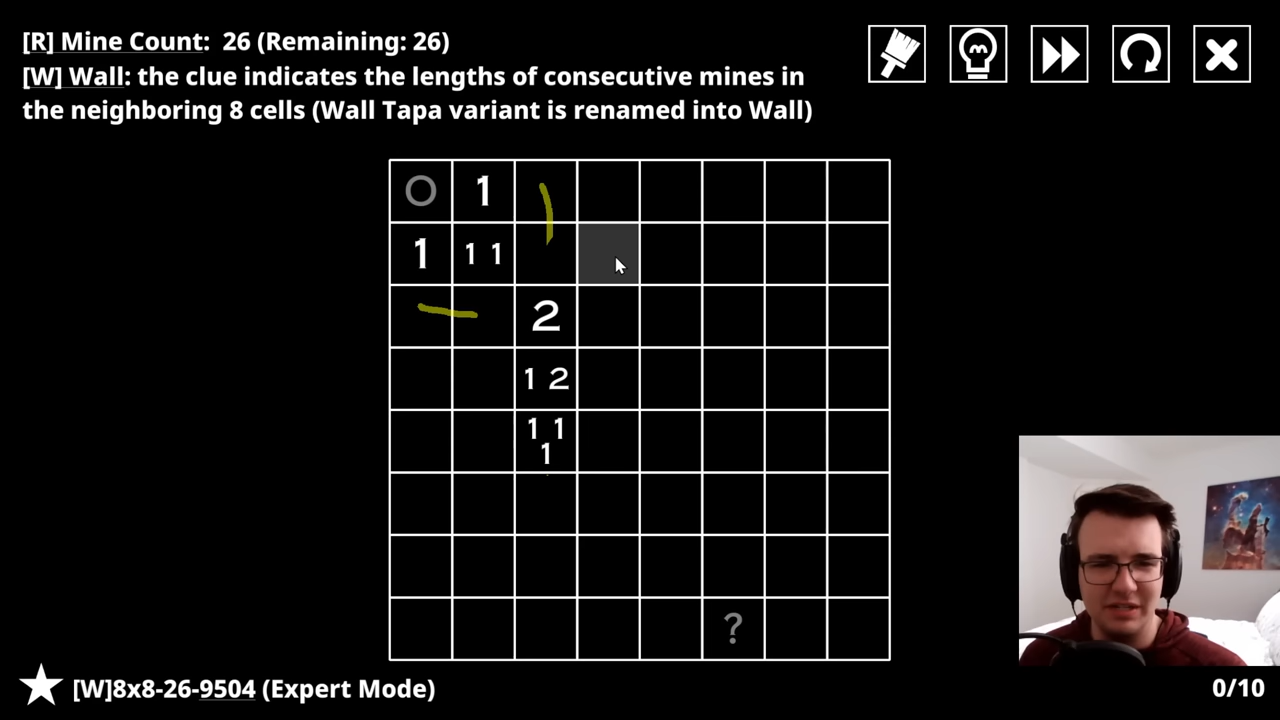 [R] Mine Count: 26 (Remaining: 26)
[W] Wall: the clue indicates the lengths of consecutive mines in
the neighboring 8 cells (Wall Tapa variant is renamed into Wall)
1
1 1 1
2
1 2
1 1
1
?
[W]8x8-26-9504 (Expert Mode)
0/10